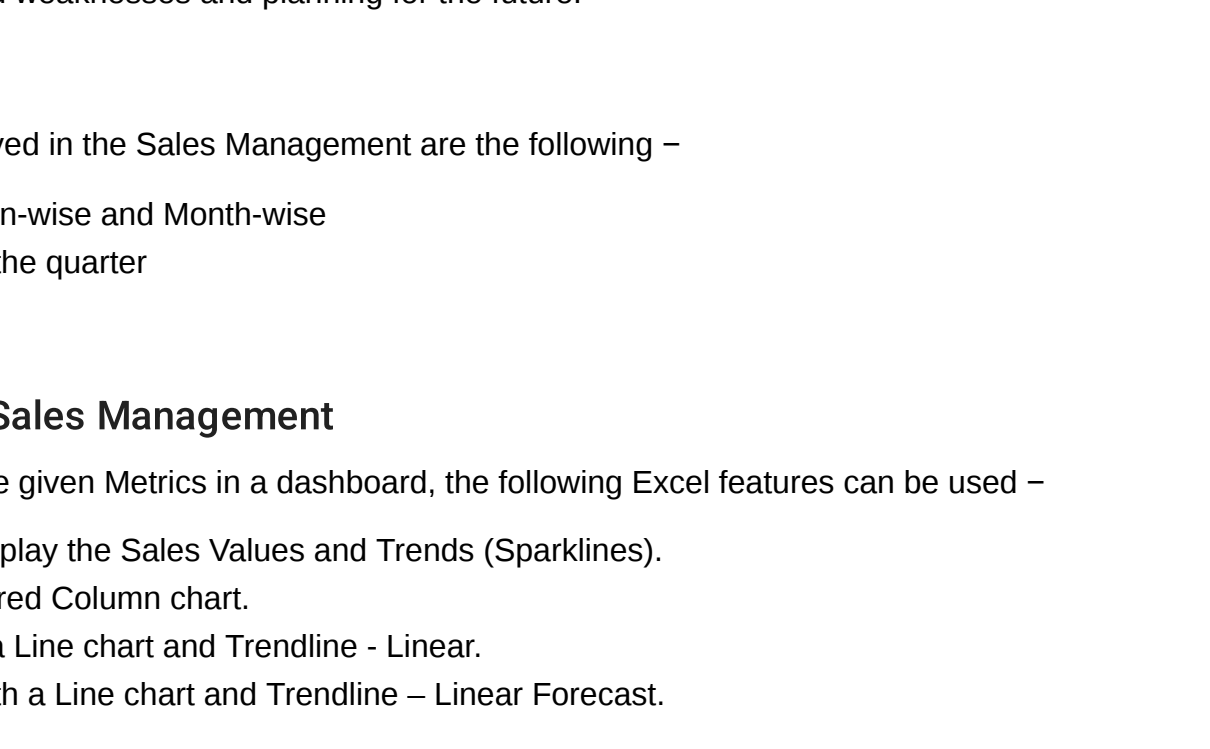 weaknesses and planning for the future.
in the Sales Management are the following −
n-wise and Month-wise
the quarter
Sales Management
given Metrics in a dashboard, the following Excel features can be used −
play the Sales Values and Trends (Sparklines).
red Column chart.
a Line chart and Trendline - Linear.
th a Line chart and Trendline – Linear Forecast.